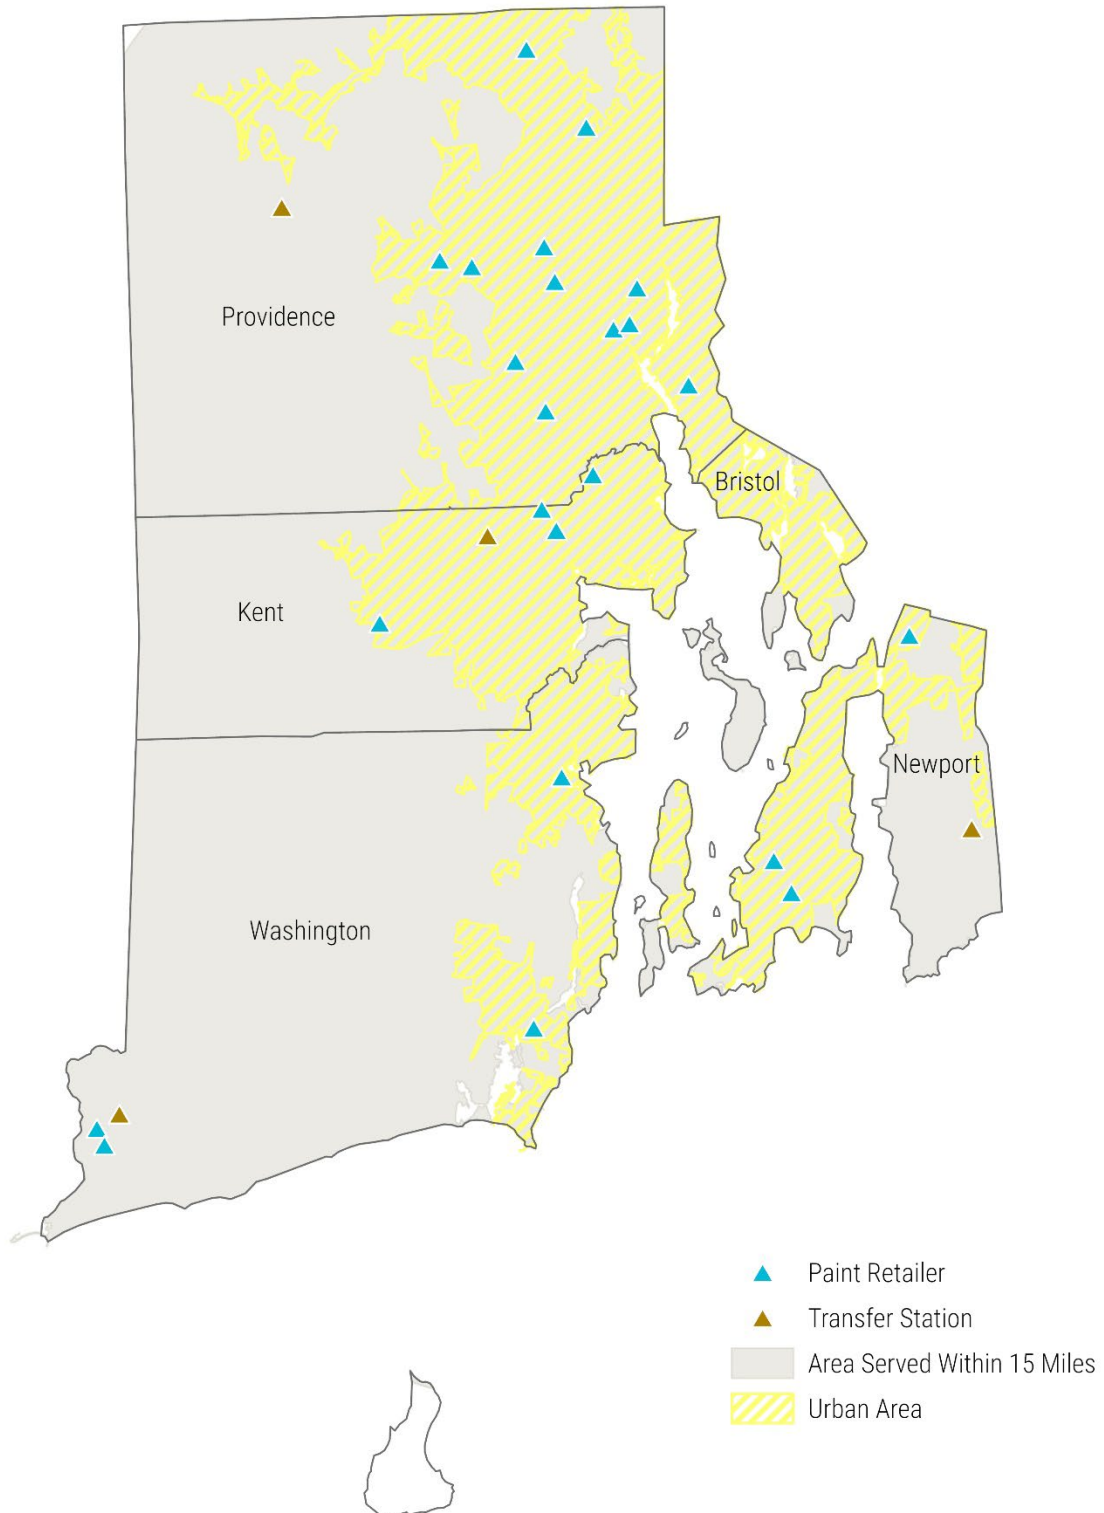 Providence
Bristol
Kent
Newport
Washington
Paint Retailer
Transfer Station
Area Served Within 15 Miles
Urban Area